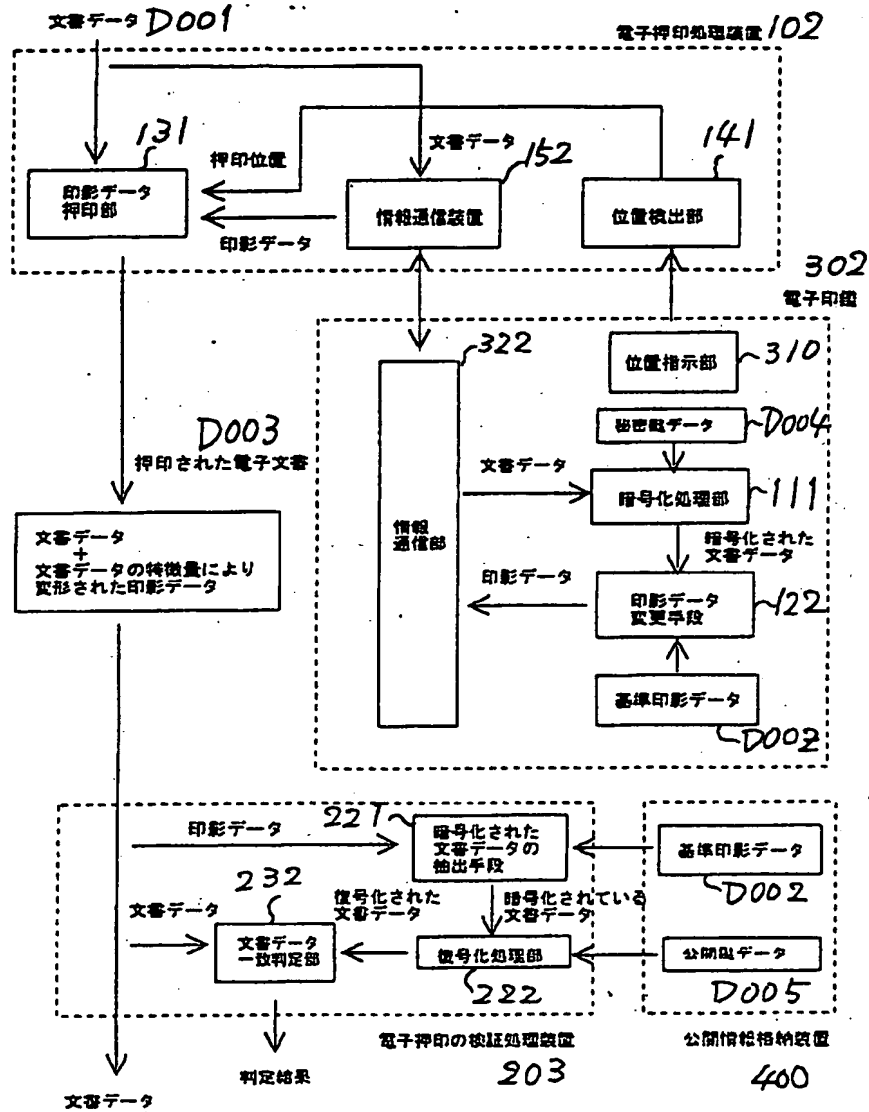 文書データ D001
電子押印処理装置 102
131
押印位置
文書データ
152
141
印影データ
押印部
情報通信装置
位置検出部
印影データ
302
電子印鑑
322
位置指示部
310
D003
押印された電子文書
秘密鍵データ
D004
文書データ
暗号化処理部
111
情報
通信部
暗号化された
文書データ
文書データ
+
文書データの特徴量により
変形された印影データ
印影データ
印影データ
変更手段
122
基準印影データ
D002
印影データ
221
暗号化された
文書データの
抽出手段
基準印影データ
D002
232
復号化された
文書データ
暗号化されている
文書データ
文書データ
文書データ
一致判定部
復号化処理部
222
公開鍵データ
D005
電子押印の検証処理装置
203
公開情報格納装置
400
判定結果
文書データ